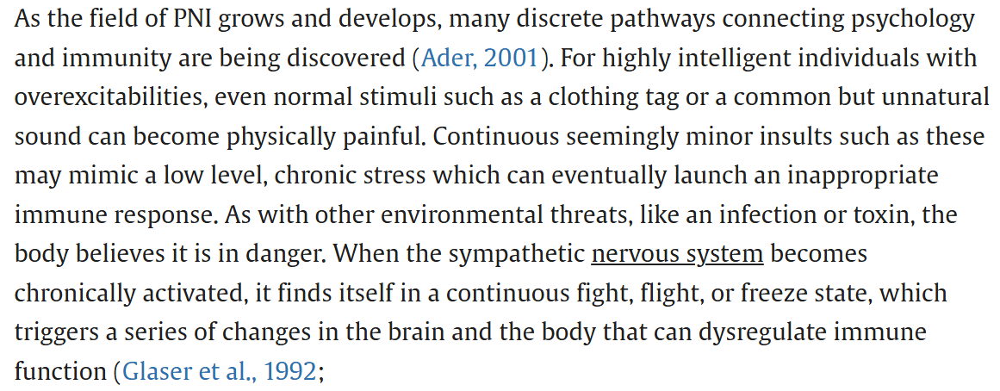 As the field of PNI grows and develops, many discrete pathways connecting psychology
and immunity are being discovered (Ader, 2001). For highly intelligent individuals with
overexcitabilities, even normal stimuli such as a clothing tag or a common but unnatural
sound can become physically painful. Continuous seemingly minor insults such as these
may mimic a low level, chronic stress which can eventually launch an inappropriate
immune response. As with other environmental threats, like an infection or toxin, the
body believes it is in danger. When the sympathetic nervous system becomes
chronically activated, it finds itself in a continuous fight, flight, or freeze state, which
triggers a series of changes in the brain and the body that can dysregulate immune
function (Glaser et al., 1992;